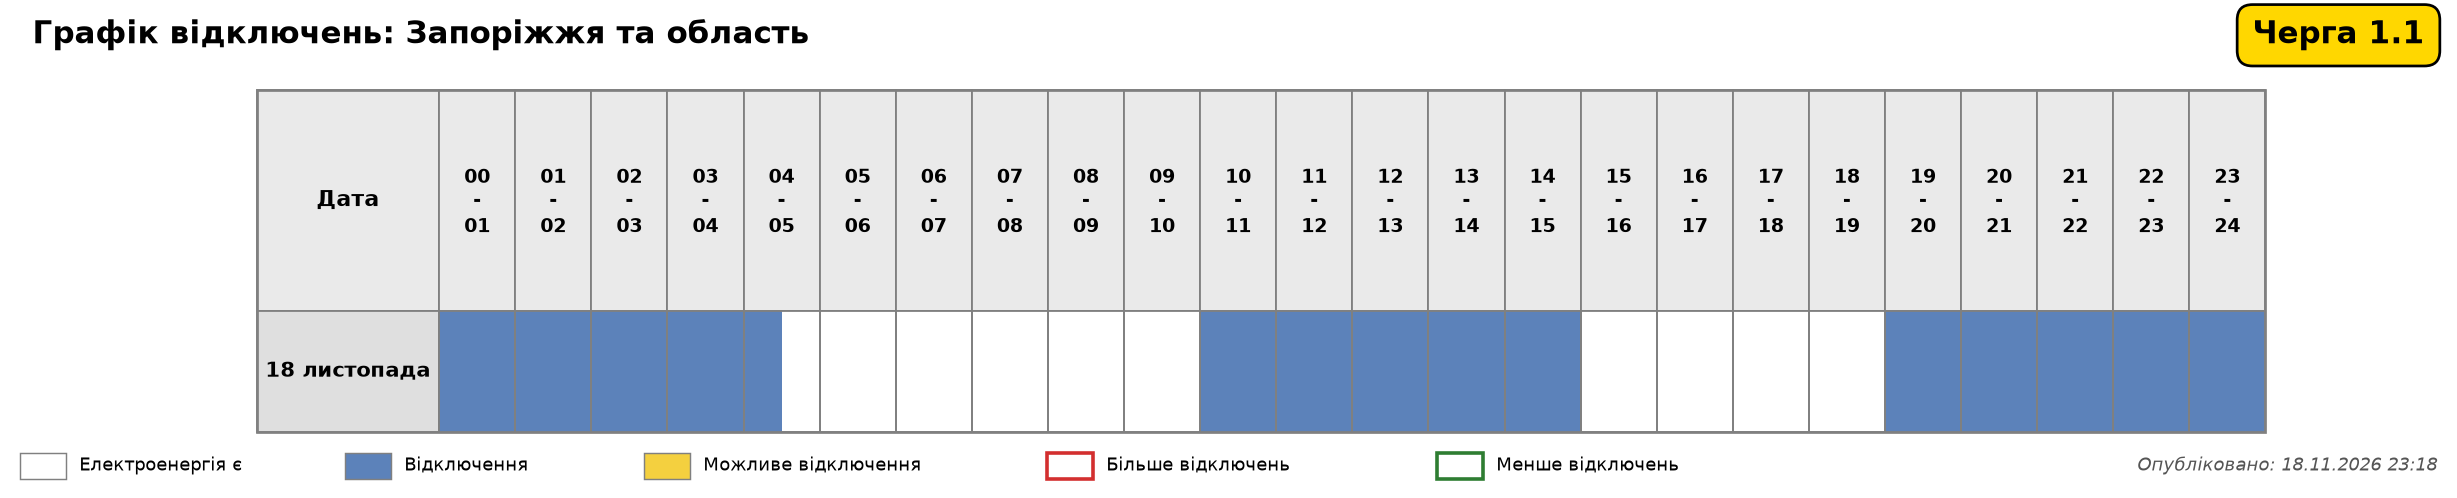 Графік відключень: Запоріжжя та область
Черга 1.1
Дата
00 - 01
01 - 02
02 - 03
03 - 04
04 - 05
05 - 06
06 - 07
07 - 08
08 - 09
09 - 10
10 - 11
11 - 12
12 - 13
13 - 14
14 - 15
15 - 16
16 - 17
17 - 18
18 - 19
19 - 20
20 - 21
21 - 22
22 - 23
23 - 24
18 листопада
Електроенергія є
Відключення
Можливе відключення
Більше відключень
Менше відключень
Опубліковано: 18.11.2026 23:18